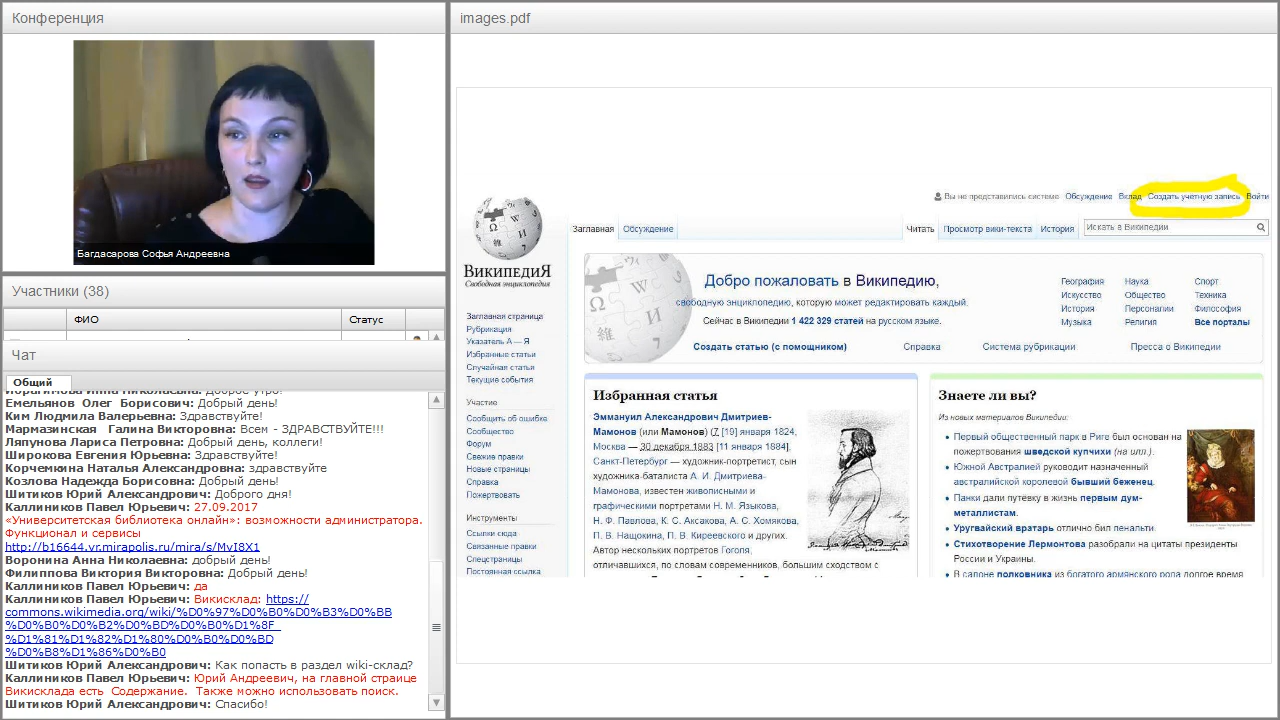 Конференция
Багдасарова Софья Андреевна
Участники (38)
ФИО
Статус
Чат
Общий
Емельянов Олег Борисович: Добрый день!
Ким Людмила Валерьевна: Здравствуйте!
Мармазинская Галина Викторовна: Всем - ЗДРАВСТВУЙТЕ!!!
Ляпунова Лариса Петровна: Добрый день, коллеги!
Широкова Евгения Юрьевна: Здравствуйте!
Корчемкина Наталья Александровна: здравствуйте
Козлова Надежда Борисовна: Добрый день!
Шитиков Юрий Александрович: Доброго дня!
Каллиников Павел Юрьевич: 27.09.2017
«Университетская библиотека онлайн»: возможности администратора.
Функционал и сервисы
http://b16644.vr.mirapolis.ru/mira/s/MvI8X1
Воронина Анна Николаевна: добрый день!
Филиппова Виктория Викторовна: Добрый день!
Каллиников Павел Юрьевич: да
Каллиников Павел Юрьевич: Викисклад: https://
commons.wikimedia.org/wiki/%D0%97%D0%B0%D0%B3%D0%BB
%D0%B0%D0%B2%D0%BD%D0%B0%D1%8F_
%D1%81%D1%82%D1%80%D0%B0%D0%BD
%D0%B8%D1%86%D0%B0
Шитиков Юрий Александрович: Как попасть в раздел wiki-склад?
Каллиников Павел Юрьевич: Юрий Андреевич, на главной страице
Викисклада есть Содержание. Также можно использовать поиск.
Шитиков Юрий Александрович: Спасибо!
images.pdf
Вы не представились системе Обсуждение Вклад Создать учётную запись Войти
Заглавная Обсуждение Читать Просмотр вики-текста История Искать в Википедии
ВикипедиЯ
Свободная энциклопедия
Заглавная страница
Рубрикация
Указатель А — Я
Избранные статьи
Случайная статья
Текущие события
Участие
Сообщить об ошибке
Сообщество
Форум
Свежие правки
Новые страницы
Справка
Пожертвовать
Инструменты
Ссылки сюда
Связанные правки
Спецстраницы
Постоянная ссылка
Добро пожаловать в Википедию,
свободную энциклопедию, которую может редактировать каждый.
Сейчас в Википедии 1 422 329 статей на русском языке.
География Наука Спорт
Искусство Общество Техника
История Персоналии Философия
Музыка Религия Все порталы
Создать статью (с помощником) Справка Система рубрикации Пресса о Википедии
Избранная статья
Эммануил Александрович Дмитриев-
Мамонов (или Мамонов) (7 [19] января 1824,
Москва — 30 декабря 1883 [11 января 1884],
Санкт-Петербург — художник-портретист, сын
художника-баталиста А. И. Дмитриева-
Мамонова, известен живописными и
графическими портретами Н. М. Языкова,
Н. Ф. Павлова, К. С. Аксакова, А. С. Хомякова,
П. В. Нащокина, П. В. Киреевского и других.
Автор нескольких портретов Гоголя,
отличавшихся, по словам современников, большим сходством с
Знаете ли вы?
Из новых материалов Википедии:
Первый общественный парк в Риге был основан на
пожертвования шведской купчихи (на илл.).
Южной Австралией руководит назначенный
австралийской королевой бывший беженец.
Панки дали путёвку в жизнь первым дум-
металлистам.
Уругвайский вратарь отлично бил пенальти.
Стихотворение Лермонтова разобрали на цитаты президенты
России и Украины.
В салоне полковника из богатого армянского рода долгое время